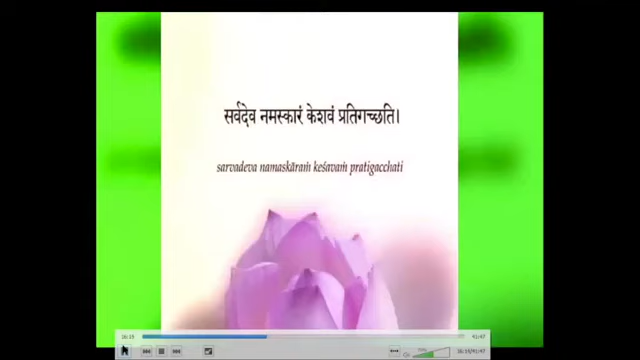 सर्वदेव नमस्कारं केशवं प्रतिगच्छति।
sarvadeva namaskāraṁ keśavaṁ pratigacchati